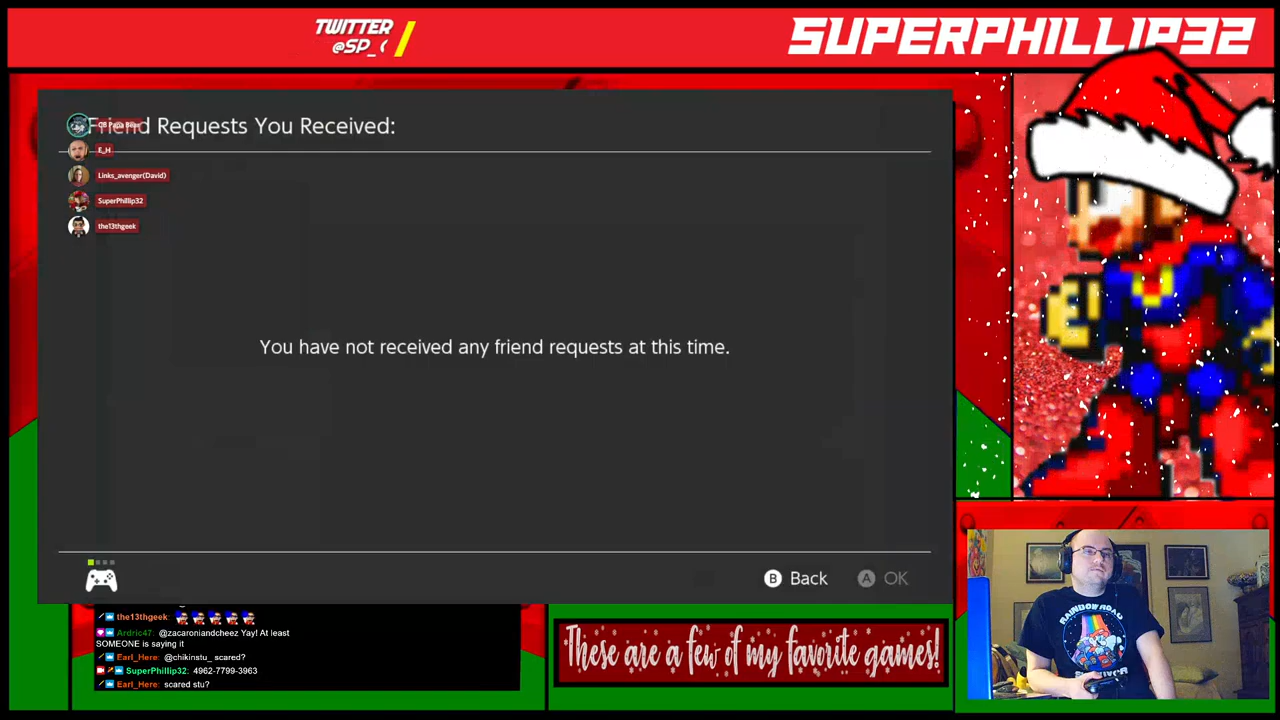 TWITTER
@SP_
SUPERPHILLIP32
Friend Requests You Received:
E_H
Links_avenger(David)
SuperPhillip32
the13thgeek
You have not received any friend requests at this time.
B Back A OK
the13thgeek:
Ardric47: @zacaroniandcheez Yay! At least
SOMEONE is saying it
Earl_Here: @chikinstu_ scared?
SuperPhillip32: 4962-7799-3963
Earl_Here: scared stu?
These are a few of my favorite games!
RAINBOW ROAD